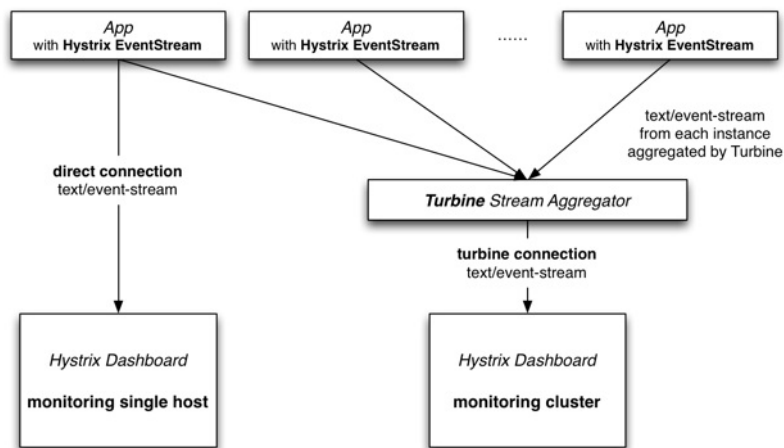 App
with Hystrix EventStream
App
with Hystrix EventStream
......
App
with Hystrix EventStream
text/event-stream
from each instance
aggregated by Turbine
direct connection
text/event-stream
Turbine Stream Aggregator
turbine connection
text/event-stream
Hystrix Dashboard
monitoring single host
Hystrix Dashboard
monitoring cluster